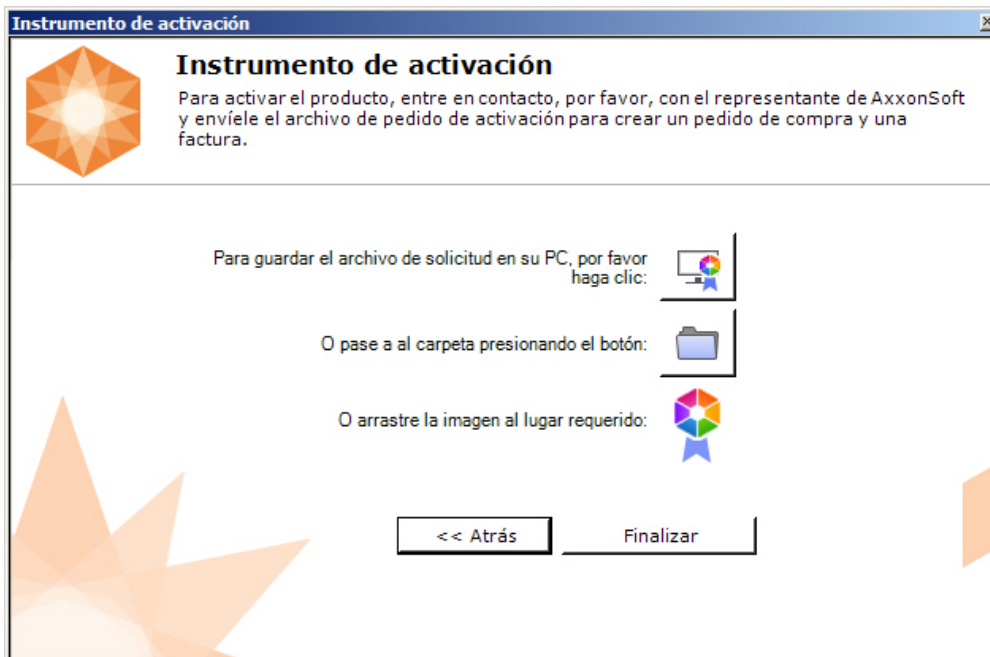 Instrumento de activación
Instrumento de activación
Para activar el producto, entre en contacto, por favor, con el representante de AxxonSoft
y envíele el archivo de pedido de activación para crear un pedido de compra y una
factura.
Para guardar el archivo de solicitud en su PC, por favor
haga clic:
O pase a al carpeta presionando el botón:
O arrastre la imagen al lugar requerido:
<< Atrás
Finalizar